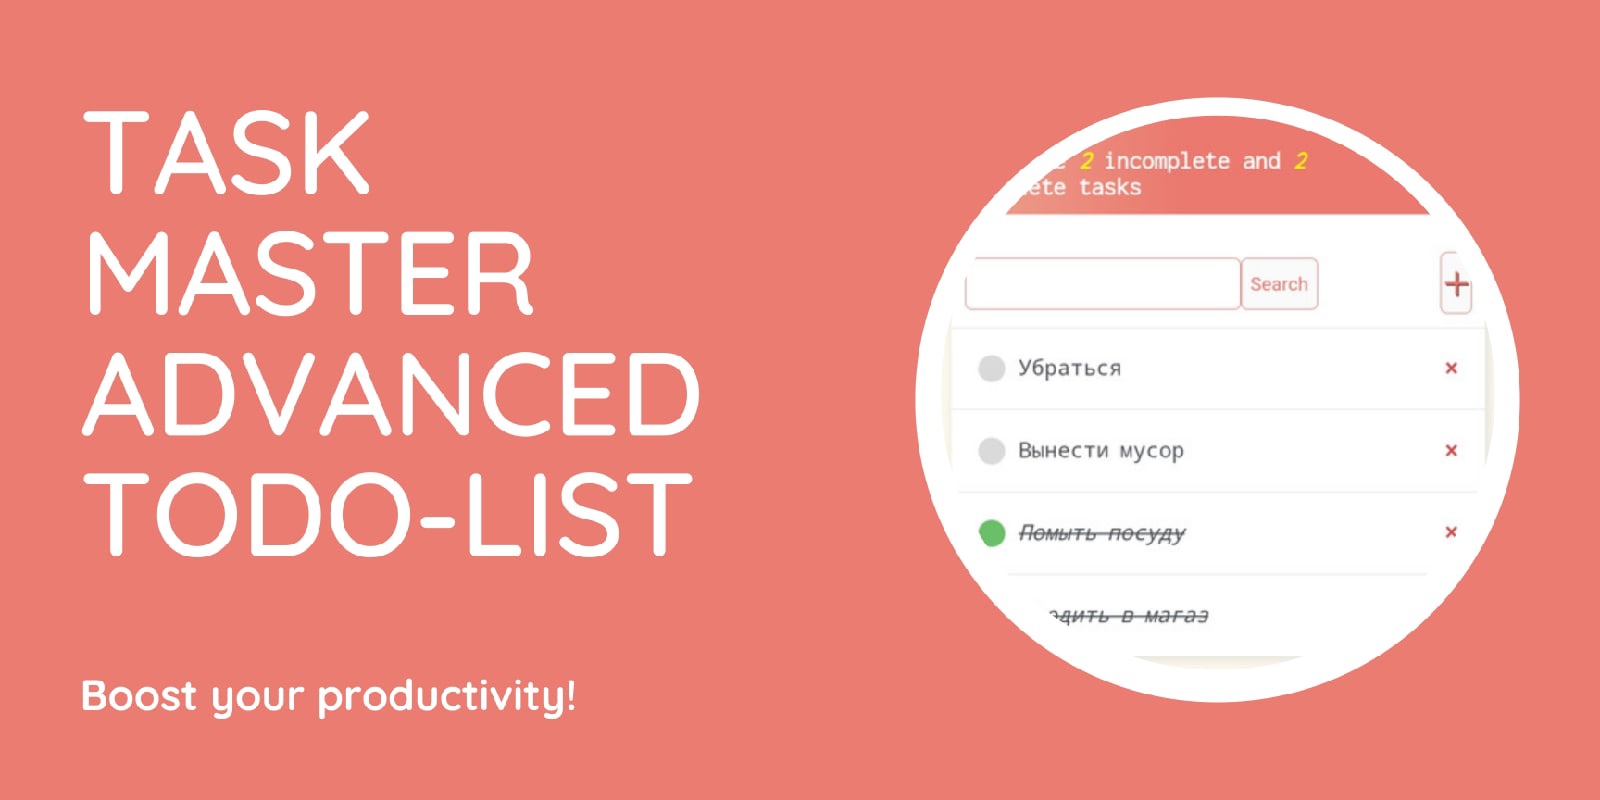 TASK
MASTER
ADVANCED
TODO-LIST
Boost your productivity!
2 incomplete and 2
tasks
Search
+
Убраться
×
Вынести мусор
×
Помыть посуду
×
в магаз